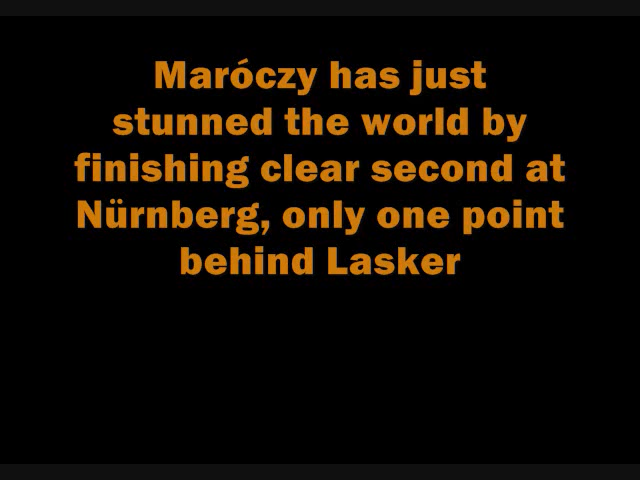 Maróczy has just
stunned the world by
finishing clear second at
Nürnberg, only one point
behind Lasker